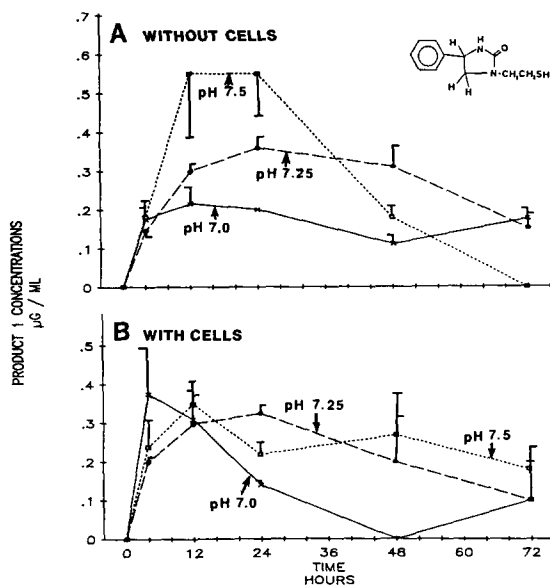 A WITHOUT CELLS
.7
.6
.5
.4
.3
.2
.1
0
pH 7.5
pH 7.25
pH 7.0
H
H
N
O
N
H
H
CH₂CH₂SH
PRODUCT 1 CONCENTRATIONS
µG / ML
B WITH CELLS
.5
.4
.3
.2
.1
.0
pH 7.25
pH 7.5
pH 7.0
0
12
24
36
48
60
72
TIME
HOURS